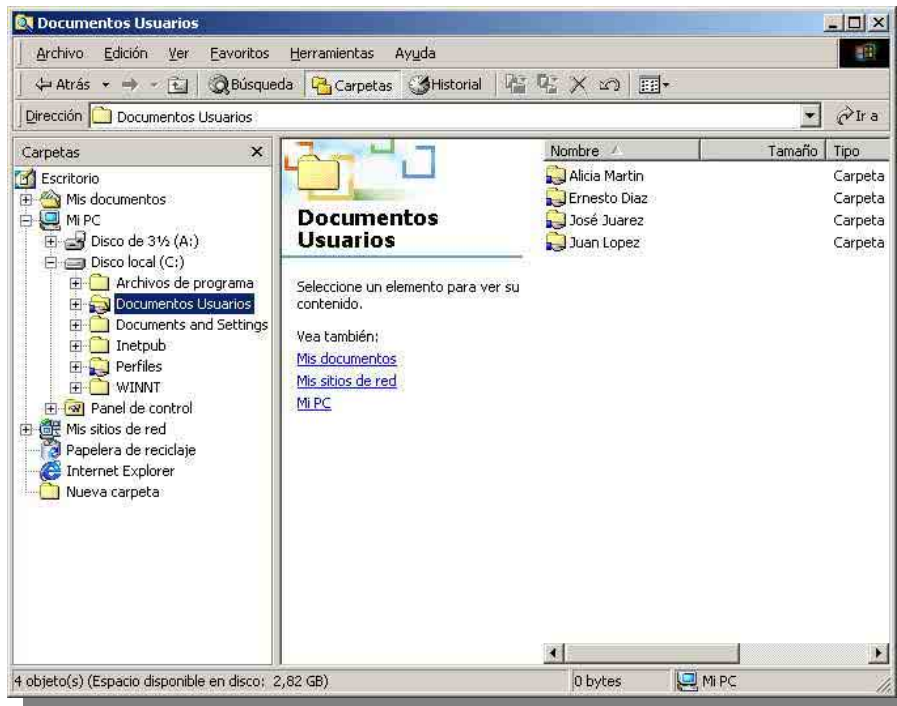 Documentos Usuarios
Archivo Edición Ver Favoritos Herramientas Ayuda
Atrás Búsqueda Carpetas Historial
Dirección Documentos Usuarios Ir a
Carpetas
Escritorio
Mis documentos
Mi PC
Disco de 3½ (A:)
Disco local (C:)
Archivos de programa
Documentos Usuarios
Documents and Settings
Inetpub
Perfiles
WINNT
Panel de control
Mis sitios de red
Papelera de reciclaje
Internet Explorer
Nueva carpeta
Documentos
Usuarios
Seleccione un elemento para ver su
contenido.
Vea también:
Mis documentos
Mis sitios de red
Mi PC
Nombre Tamaño Tipo
Alicia Martin Carpeta
Ernesto Diaz Carpeta
José Juarez Carpeta
Juan Lopez Carpeta
4 objeto(s) (Espacio disponible en disco: 2,82 GB) 0 bytes Mi PC